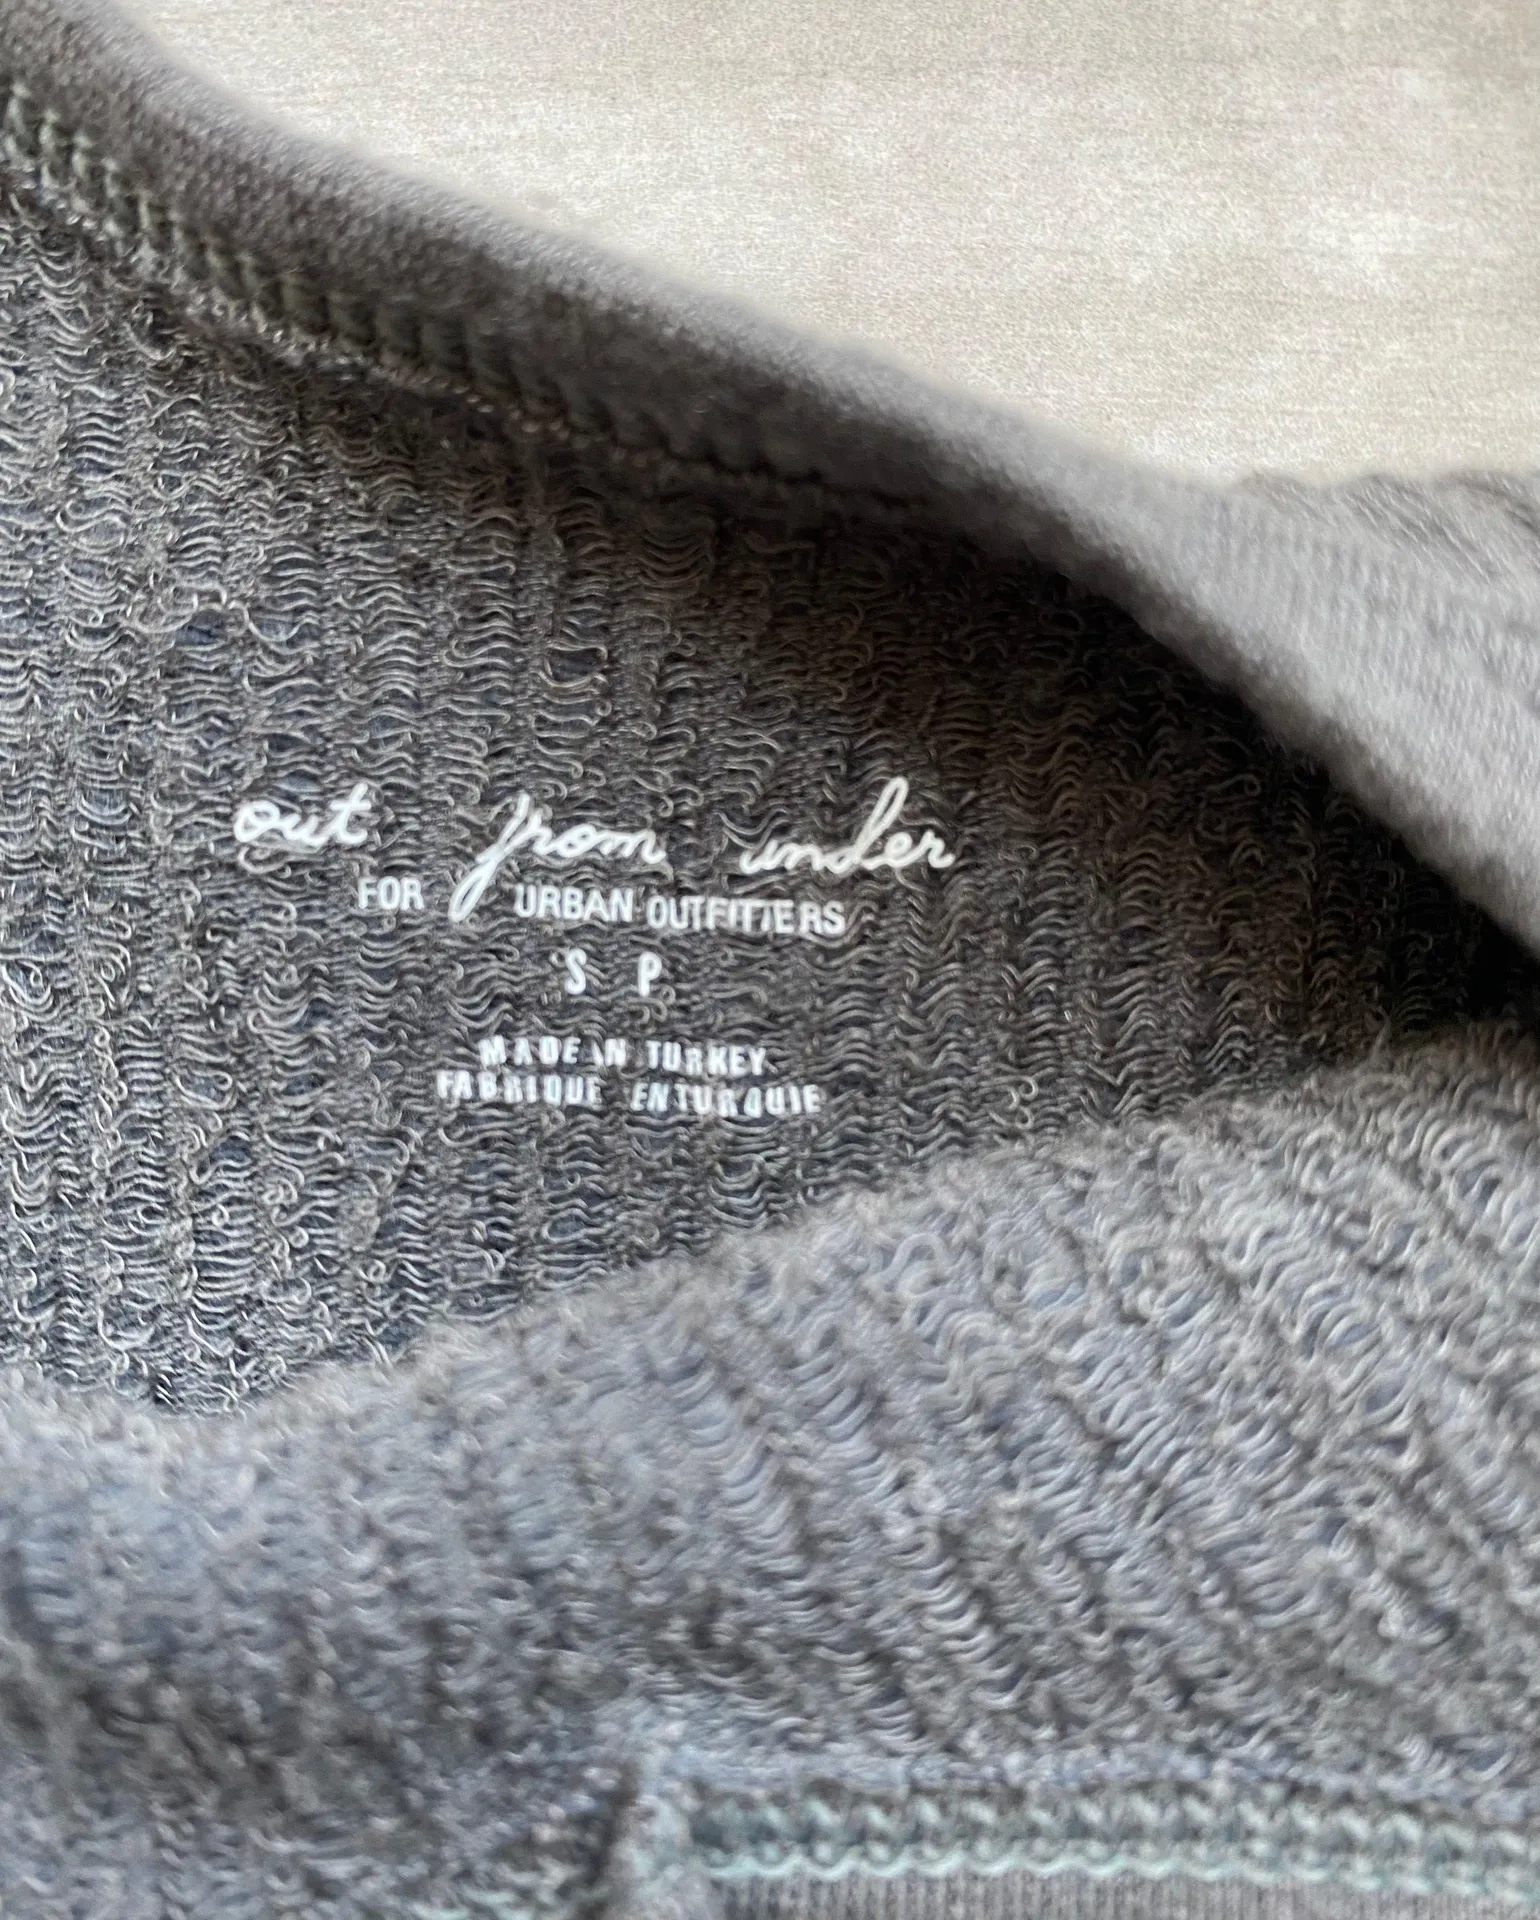 out from under
FOR URBAN OUTFITTERS
S P
MADE IN TURKEY
FABRIQUE EN TURQUIE